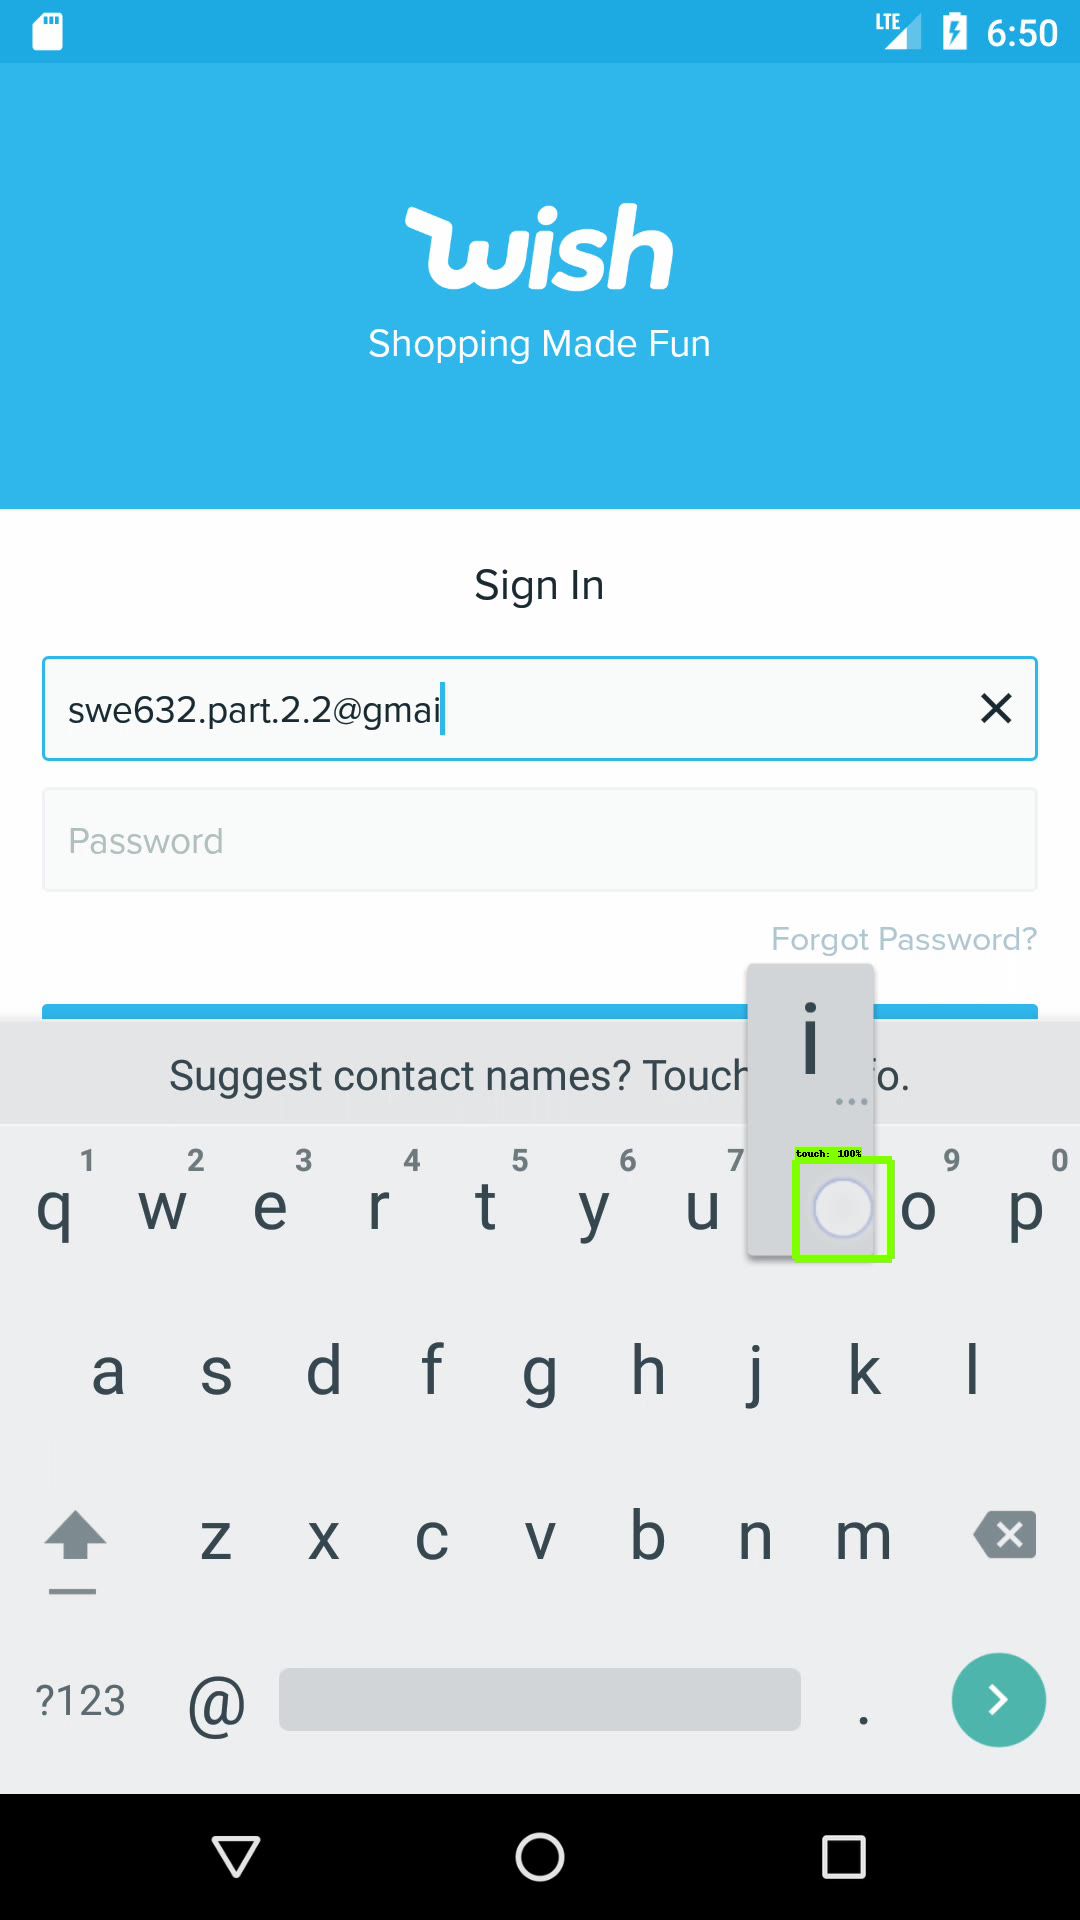 LTE 6:50
wish
Shopping Made Fun
Sign In
swe632.part.2.2@gmai
Password
Forgot Password?
i
Suggest contact names? Touch fo.
touch: 100%
1 2 3 4 5 6 7 9 0
q w e r t y u o p
a s d f g h j k l
z x c v b n m
?123 @ .